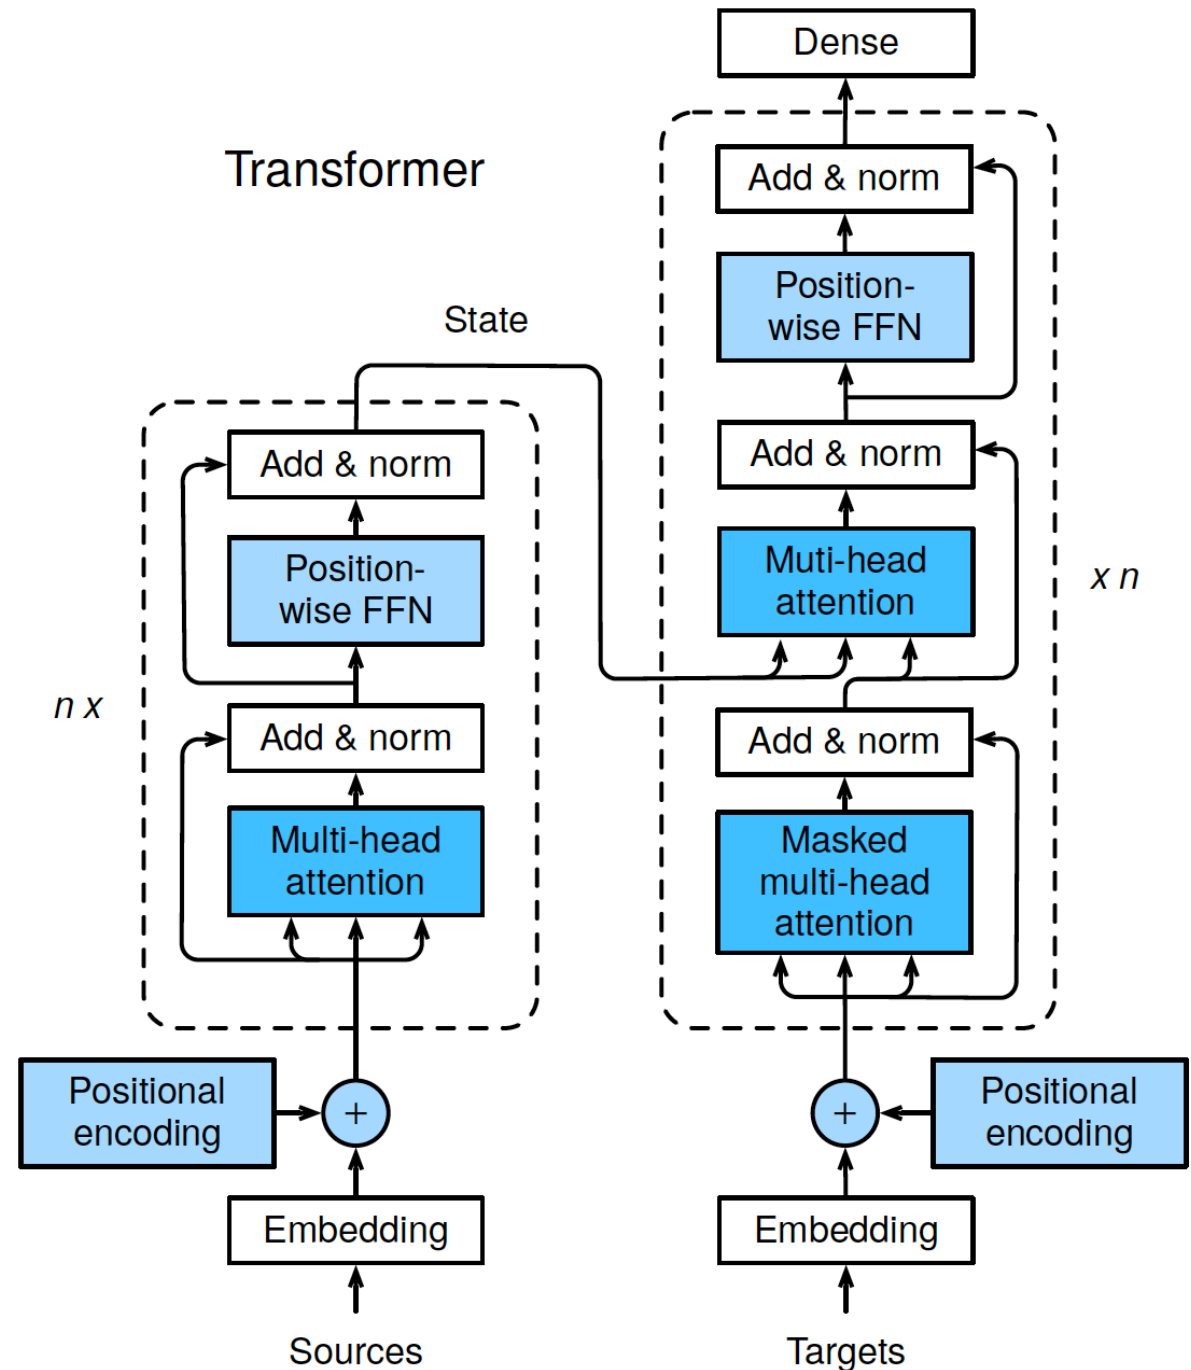 Transformer
State
n x
Add & norm
Position-
wise FFN
Add & norm
Multi-head
attention
Positional
encoding
+
Embedding
Sources
Dense
Add & norm
Position-
wise FFN
Add & norm
Muti-head
attention
x n
Add & norm
Masked
multi-head
attention
+
Positional
encoding
Embedding
Targets